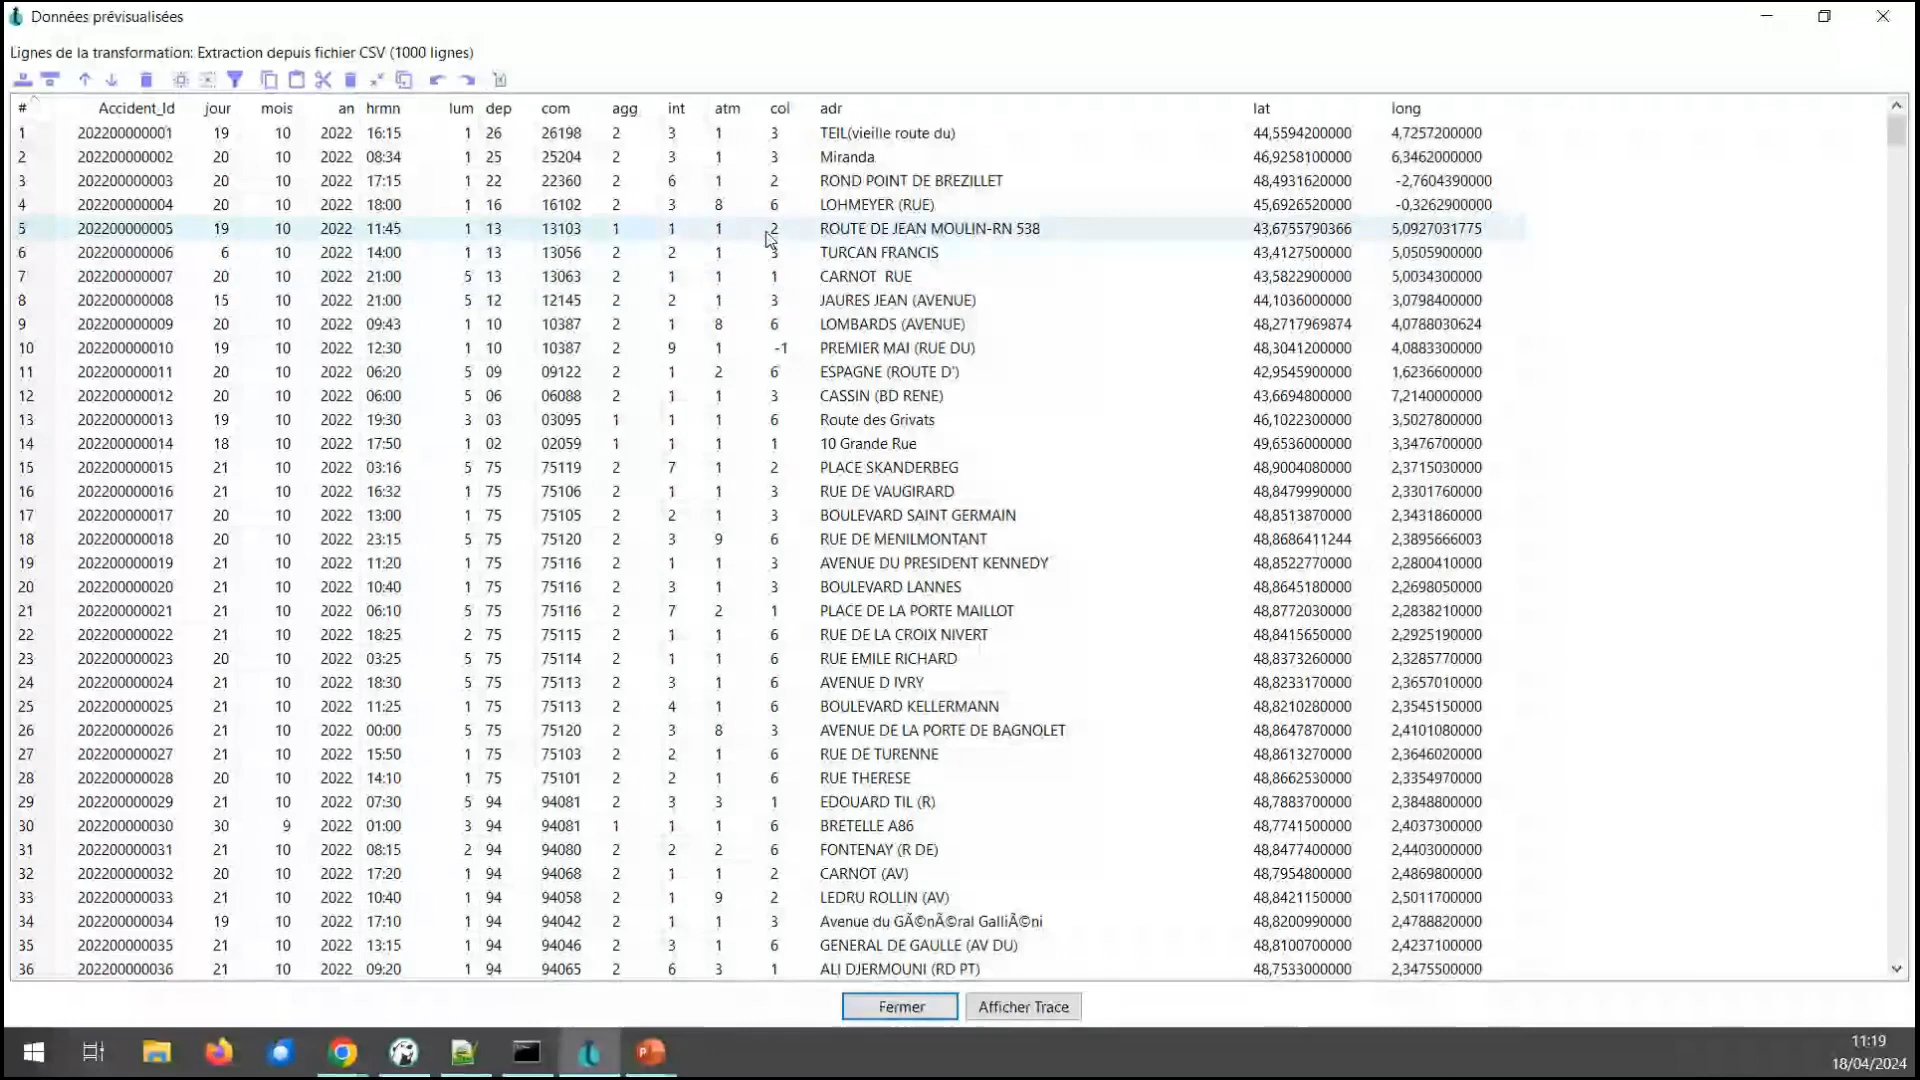 Données prévisualisées
Lignes de la transformation: Extraction depuis fichier CSV (1000 lignes)
# Accident_Id jour mois an hrmn lum dep com agg int atm col adr lat long
1 202200000001 19 10 2022 16:15 1 26 26198 2 3 1 3 TEIL(vieille route du) 44,5594200000 4,7257200000
2 202200000002 20 10 2022 08:34 1 25 25204 2 3 1 3 Miranda 46,9258100000 6,3462000000
3 202200000003 20 10 2022 17:15 1 22 22360 2 6 1 2 ROND POINT DE BREZILLET 48,4931620000 -2,7604390000
4 202200000004 20 10 2022 18:00 1 16 16102 2 3 8 6 LOHMEYER (RUE) 45,6926520000 -0,3262900000
5 202200000005 19 10 2022 11:45 1 13 13103 1 1 1 2 ROUTE DE JEAN MOULIN-RN 538 43,6755790366 5,0927031775
6 202200000006 6 10 2022 14:00 1 13 13056 2 2 1 3 TURCAN FRANCIS 43,4127500000 5,0505900000
7 202200000007 20 10 2022 21:00 5 13 13063 2 1 1 1 CARNOT  RUE 43,5822900000 5,0034300000
8 202200000008 15 10 2022 21:00 5 12 12145 2 2 1 3 JAURES JEAN (AVENUE) 44,1036000000 3,0798400000
9 202200000009 20 10 2022 09:43 1 10 10387 2 1 8 6 LOMBARDS (AVENUE) 48,2717969874 4,0788030624
10 202200000010 19 10 2022 12:30 1 10 10387 2 9 1 -1 PREMIER MAI (RUE DU) 48,3041200000 4,0883300000
11 202200000011 20 10 2022 06:20 5 09 09122 2 1 2 6 ESPAGNE (ROUTE D') 42,9545900000 1,6236600000
12 202200000012 20 10 2022 06:00 5 06 06088 2 1 1 3 CASSIN (BD RENE) 43,6694800000 7,2140000000
13 202200000013 19 10 2022 19:30 3 03 03095 1 1 1 6 Route des Grivats 46,1022300000 3,5027800000
14 202200000014 18 10 2022 17:50 1 02 02059 1 1 1 1 10 Grande Rue 49,6536000000 3,3476700000
15 202200000015 21 10 2022 03:16 5 75 75119 2 7 1 2 PLACE SKANDERBEG 48,9004080000 2,3715030000
16 202200000016 21 10 2022 16:32 1 75 75106 2 1 1 3 RUE DE VAUGIRARD 48,8479990000 2,3301760000
17 202200000017 20 10 2022 13:00 1 75 75105 2 2 1 3 BOULEVARD SAINT GERMAIN 48,8513870000 2,3431860000
18 202200000018 20 10 2022 23:15 5 75 75120 2 3 9 6 RUE DE MENILMONTANT 48,8686411244 2,3895666003
19 202200000019 21 10 2022 11:20 1 75 75116 2 1 1 3 AVENUE DU PRESIDENT KENNEDY 48,8522770000 2,2800410000
20 202200000020 21 10 2022 10:40 1 75 75116 2 3 1 3 BOULEVARD LANNES 48,8645180000 2,2698050000
21 202200000021 21 10 2022 06:10 5 75 75116 2 7 2 1 PLACE DE LA PORTE MAILLOT 48,8772030000 2,2838210000
22 202200000022 21 10 2022 18:25 2 75 75115 2 1 1 6 RUE DE LA CROIX NIVERT 48,8415650000 2,2925190000
23 202200000023 20 10 2022 03:25 5 75 75114 2 1 1 6 RUE EMILE RICHARD 48,8373260000 2,3285770000
24 202200000024 21 10 2022 18:30 5 75 75113 2 3 1 6 AVENUE D IVRY 48,8233170000 2,3657010000
25 202200000025 21 10 2022 11:25 1 75 75113 2 4 1 6 BOULEVARD KELLERMANN 48,8210280000 2,3545150000
26 202200000026 21 10 2022 00:00 5 75 75120 2 3 8 3 AVENUE DE LA PORTE DE BAGNOLET 48,8647870000 2,4101080000
27 202200000027 21 10 2022 15:50 1 75 75103 2 2 1 6 RUE DE TURENNE 48,8613270000 2,3646020000
28 202200000028 20 10 2022 14:10 1 75 75101 2 2 1 6 RUE THERESE 48,8662530000 2,3354970000
29 202200000029 21 10 2022 07:30 5 94 94081 2 3 3 1 EDOUARD TIL (R) 48,7883700000 2,3848800000
30 202200000030 30 9 2022 01:00 3 94 94081 1 1 1 6 BRETELLE A86 48,7741500000 2,4037300000
31 202200000031 21 10 2022 08:15 2 94 94080 2 2 2 6 FONTENAY (R DE) 48,8477400000 2,4403000000
32 202200000032 20 10 2022 17:20 1 94 94068 2 1 1 2 CARNOT (AV) 48,7954800000 2,4869800000
33 202200000033 21 10 2022 10:40 1 94 94058 2 1 9 2 LEDRU ROLLIN (AV) 48,8421150000 2,5011700000
34 202200000034 19 10 2022 17:10 1 94 94042 2 1 1 3 Avenue du GÃ©nÃ©ral GalliÃ©ni 48,8200990000 2,4788820000
35 202200000035 21 10 2022 13:15 1 94 94046 2 3 1 6 GENERAL DE GAULLE (AV DU) 48,8100700000 2,4237100000
36 202200000036 21 10 2022 09:20 1 94 94065 2 6 3 1 ALI DJERMOUNI (RD PT) 48,7533000000 2,3475500000
Fermer Afficher Trace
11:19
18/04/2024